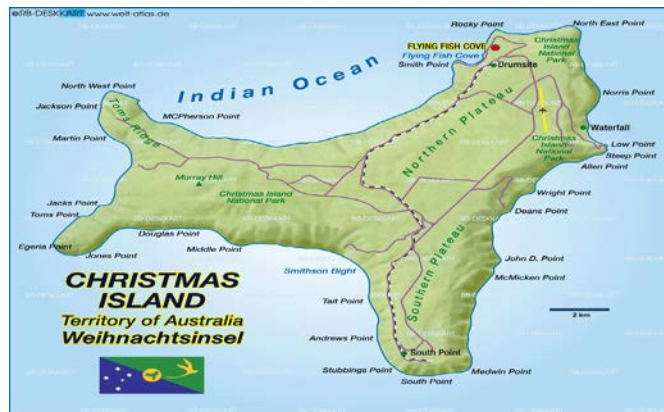 ©RB-DESKKART www.welt-atlas.de
Rocky Point
North East Point
FLYING FISH COVE
Flying Fish Cove
Smith Point
Drumsite
Christmas
Island
National
Park
Indian Ocean
North West Point
Jackson Point
Toms Ridge
MCPherson Point
Martin Point
Norris Point
Northern Plateau
Waterfall
Christmas
Island
National
Park
Low Point
Steep Point
Allen Point
Murray Hill
Christmas Island
National Park
Wright Point
Deans Point
Jacks Point
Toms Point
Egeria Point
Jones Point
Douglas Point
Middle Point
Southern Plateau
Smithson Bight
John D. Point
McMicken Point
CHRISTMAS
ISLAND
Territory of Australia
Weihnachtsinsel
Tait Point
2 km
Andrews Point
South Point
Stubbings Point
South Point
Medwin Point